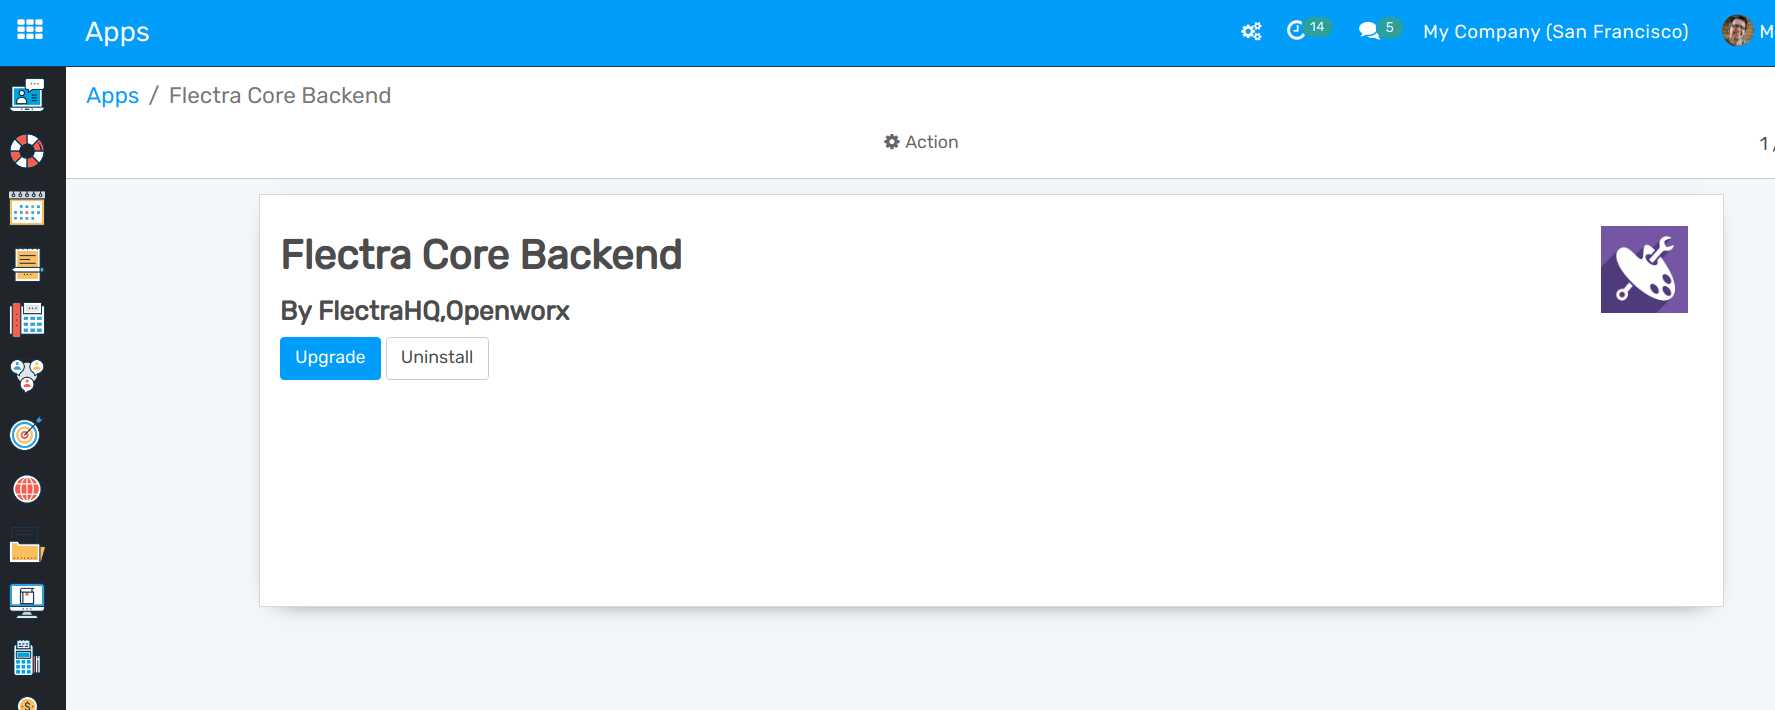 Apps
14
5
My Company (San Francisco)
M
Apps / Flectra Core Backend
Action
1 /
Flectra Core Backend
By FlectraHQ,Openworx
Upgrade
Uninstall